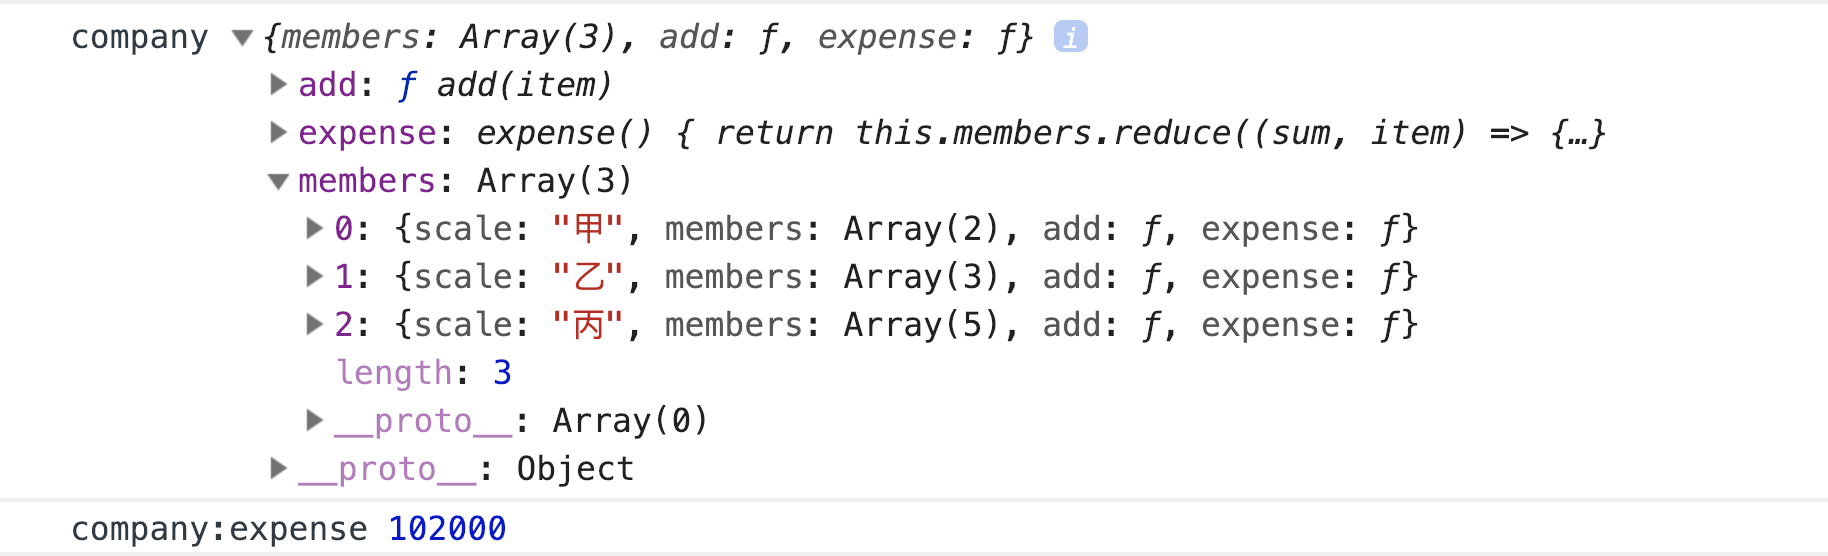 company ▼{members: Array(3), add: ƒ, expense: ƒ} i
▶add: ƒ add(item)
▶expense: expense() { return this.members.reduce((sum, item) => {…}
▼members: Array(3)
▶0: {scale: "甲", members: Array(2), add: ƒ, expense: ƒ}
▶1: {scale: "乙", members: Array(3), add: ƒ, expense: ƒ}
▶2: {scale: "丙", members: Array(5), add: ƒ, expense: ƒ}
length: 3
▶__proto__: Array(0)
▶__proto__: Object
company:expense 102000